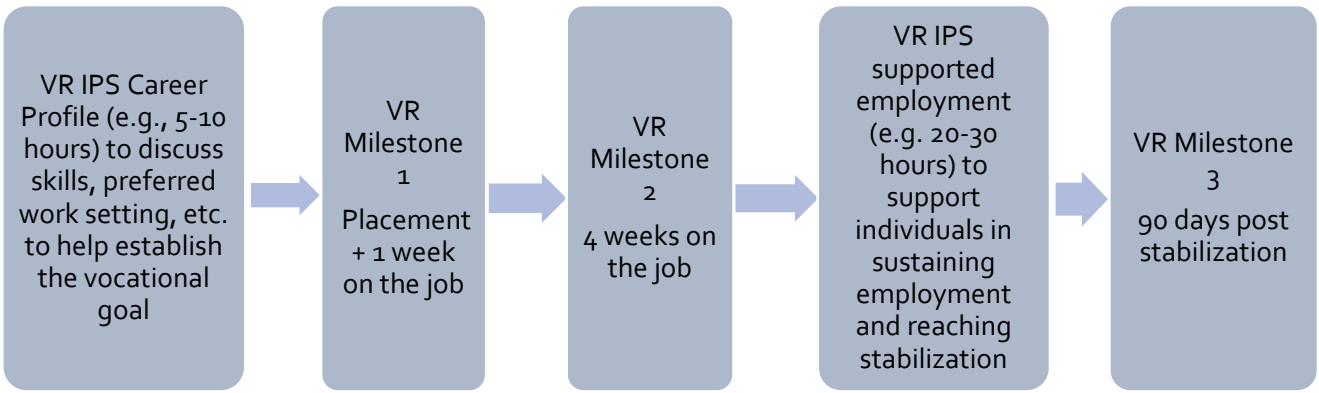 VR IPS Career
Profile (e.g., 5-10
hours) to discuss
skills, preferred
work setting, etc.
to help establish
the vocational
goal
VR
Milestone
1
Placement
+ 1 week
on the job
VR
Milestone
2
4 weeks on
the job
VR IPS
supported
employment
(e.g. 20-30
hours) to
support
individuals in
sustaining
employment
and reaching
stabilization
VR Milestone
3
90 days post
stabilization